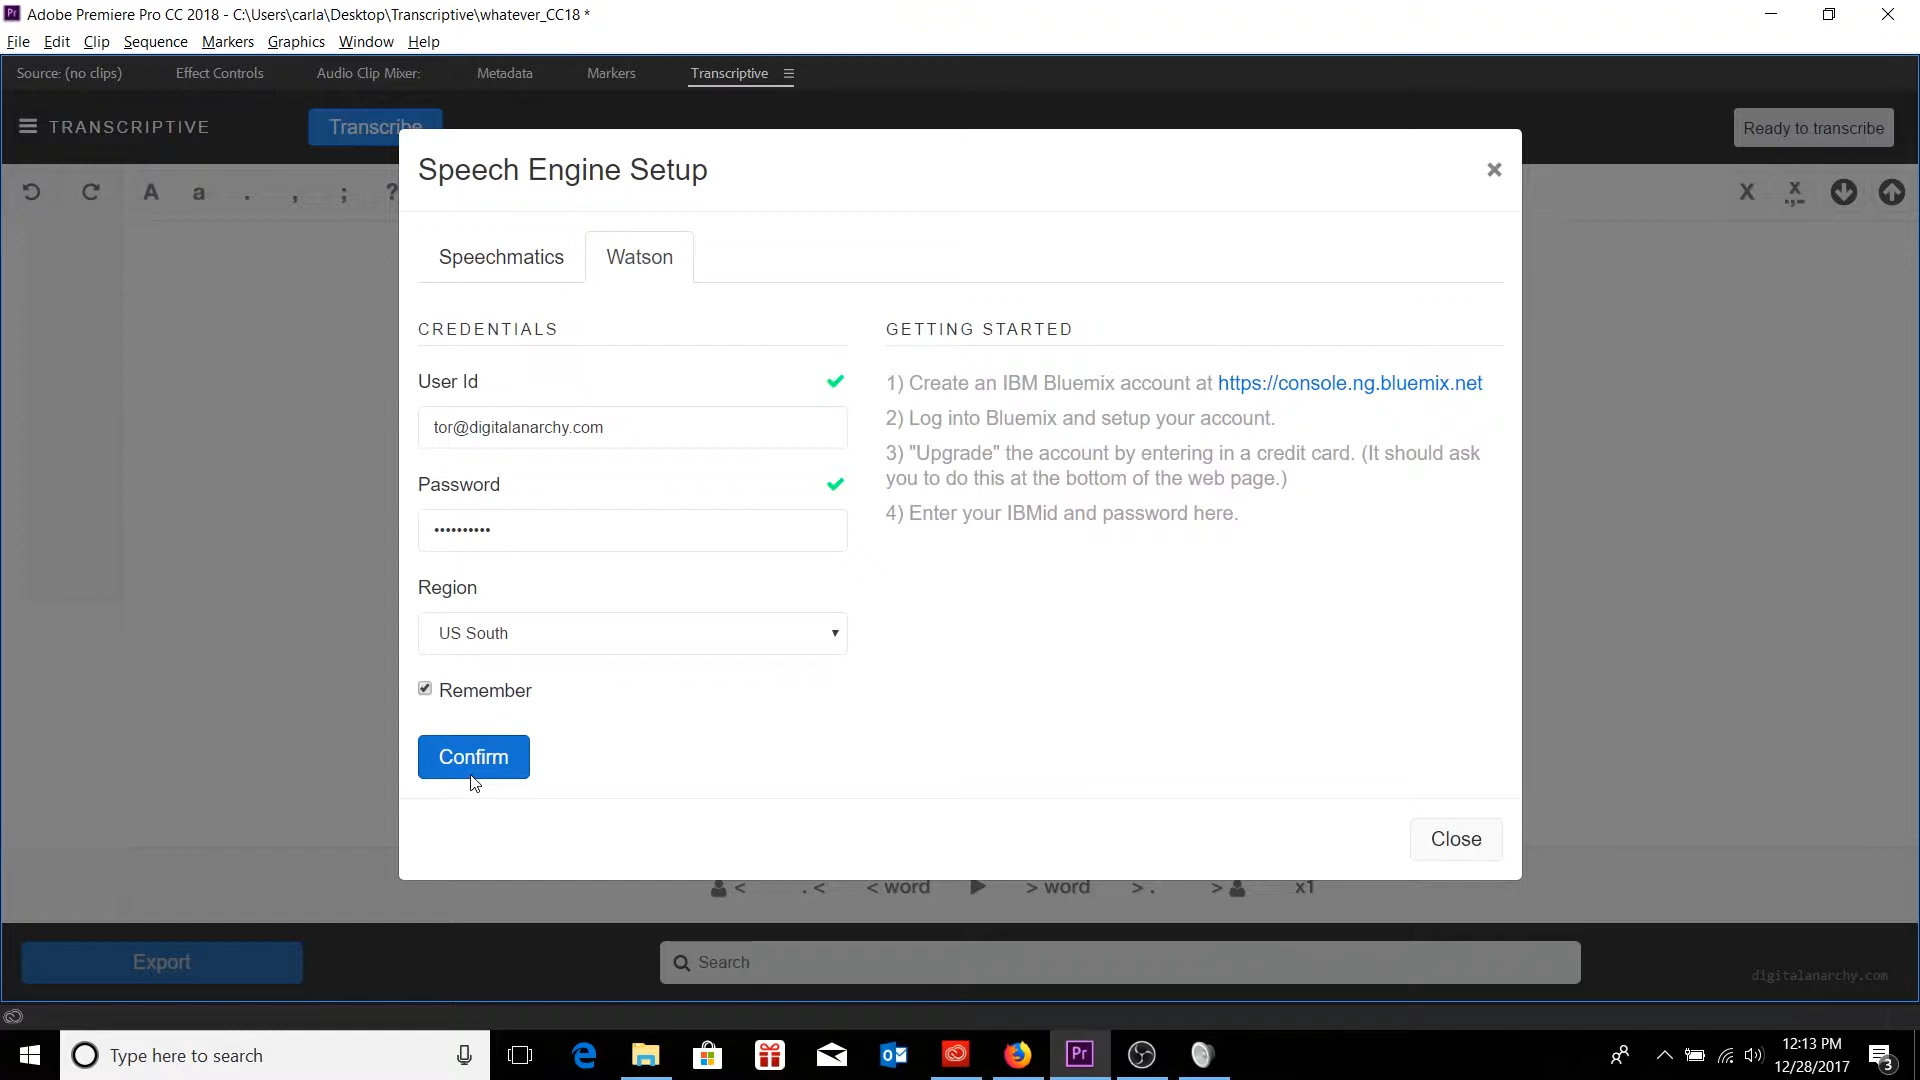 Adobe Premiere Pro CC 2018 - C:\Users\carla\Desktop\Transcriptive\whatever_CC18 *
File Edit Clip Sequence Markers Graphics Window Help
Source: (no clips) Effect Controls Audio Clip Mixer: Metadata Markers Transcriptive
TRANSCRIPTIVE Transcribe Ready to transcribe
Speech Engine Setup ×
A a . , ; ? X X
Speechmatics Watson
CREDENTIALS
User Id
tor@digitalanarchy.com
Password
••••••••••
Region
US South
Remember
Confirm
GETTING STARTED
1) Create an IBM Bluemix account at https://console.ng.bluemix.net
2) Log into Bluemix and setup your account.
3) "Upgrade" the account by entering in a credit card. (It should ask
you to do this at the bottom of the web page.)
4) Enter your IBMid and password here.
Close
< . < < word > word > . > x1
Export Search digitalanarchy.com
Type here to search Pr 12:13 PM
12/28/2017 3